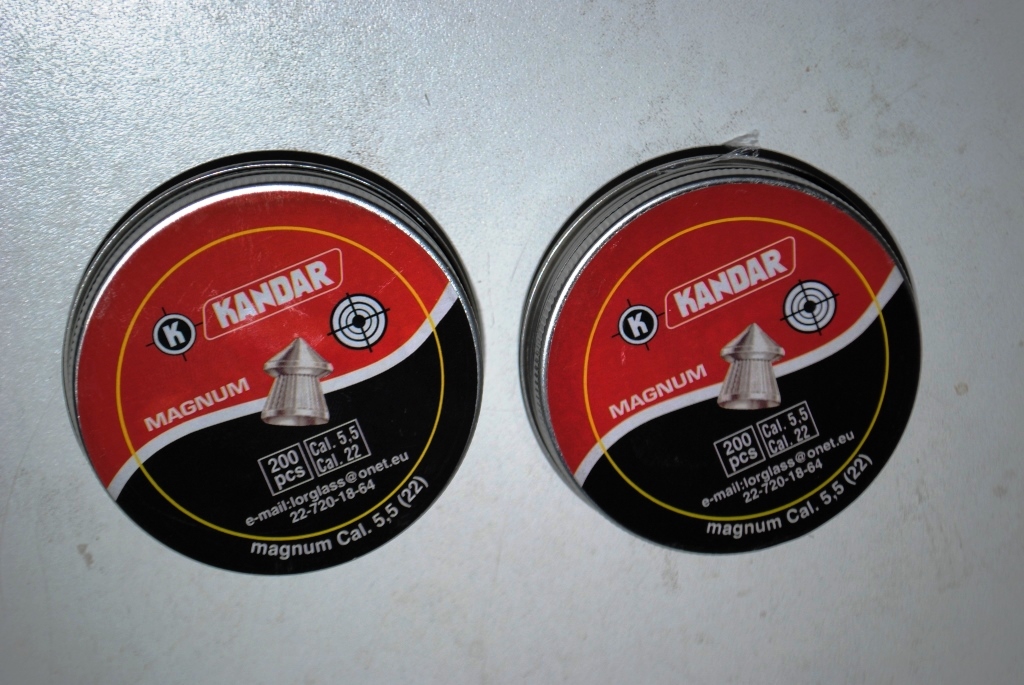 KANDAR
K
MAGNUM
200 pcs
Cal. 5,5
Cal. 22
e-mail:lorglass@onet.eu
22-720-18-64
magnum Cal. 5,5 (22)
KANDAR
K
MAGNUM
200 pcs
Cal. 5,5
Cal. 22
e-mail:lorglass@onet.eu
22-720-18-64
magnum Cal. 5,5 (22)